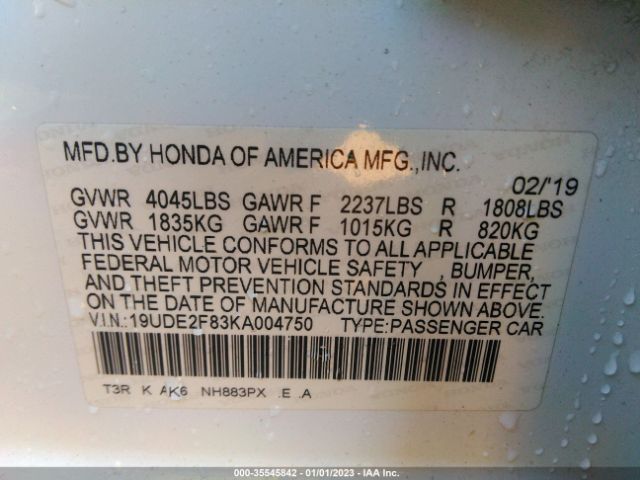 MFD.BY HONDA OF AMERICA MFG.,INC.
02/'19
GVWR 4045LBS GAWR F 2237LBS R 1808LBS
GVWR 1835KG GAWR F 1015KG R 820KG
THIS VEHICLE CONFORMS TO ALL APPLICABLE
FEDERAL MOTOR VEHICLE SAFETY , BUMPER,
AND THEFT PREVENTION STANDARDS IN EFFECT
ON THE DATE OF MANUFACTURE SHOWN ABOVE.
V.I.N.:19UDE2F83KA004750 TYPE:PASSENGER CAR
T3R K AK6 NH883PX .E .A
000-35545842 - 01/01/2023 - IAA Inc.